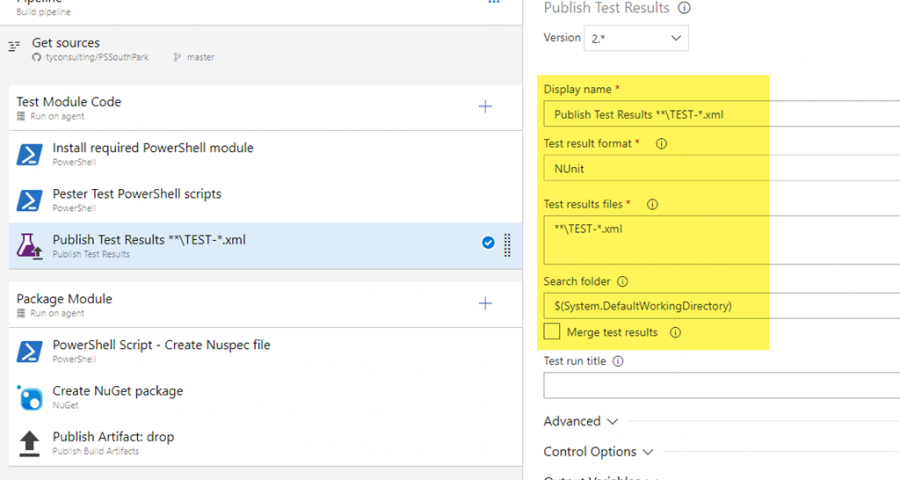 Pipeline
Build pipeline
...
Get sources
tyconsulting/PSSouthPark
master
Test Module Code
Run on agent
Install required PowerShell module
PowerShell
Pester Test PowerShell scripts
PowerShell
Publish Test Results **\TEST-*.xml
Publish Test Results
Package Module
Run on agent
PowerShell Script - Create Nuspec file
PowerShell
Create NuGet package
NuGet
Publish Artifact: drop
Publish Build Artifacts
Publish Test Results
Version 2.*
Display name *
Publish Test Results **\TEST-*.xml
Test result format *
NUnit
Test results files *
**\TEST-*.xml
Search folder
$(System.DefaultWorkingDirectory)
Merge test results
Test run title
Advanced
Control Options
Output Variables